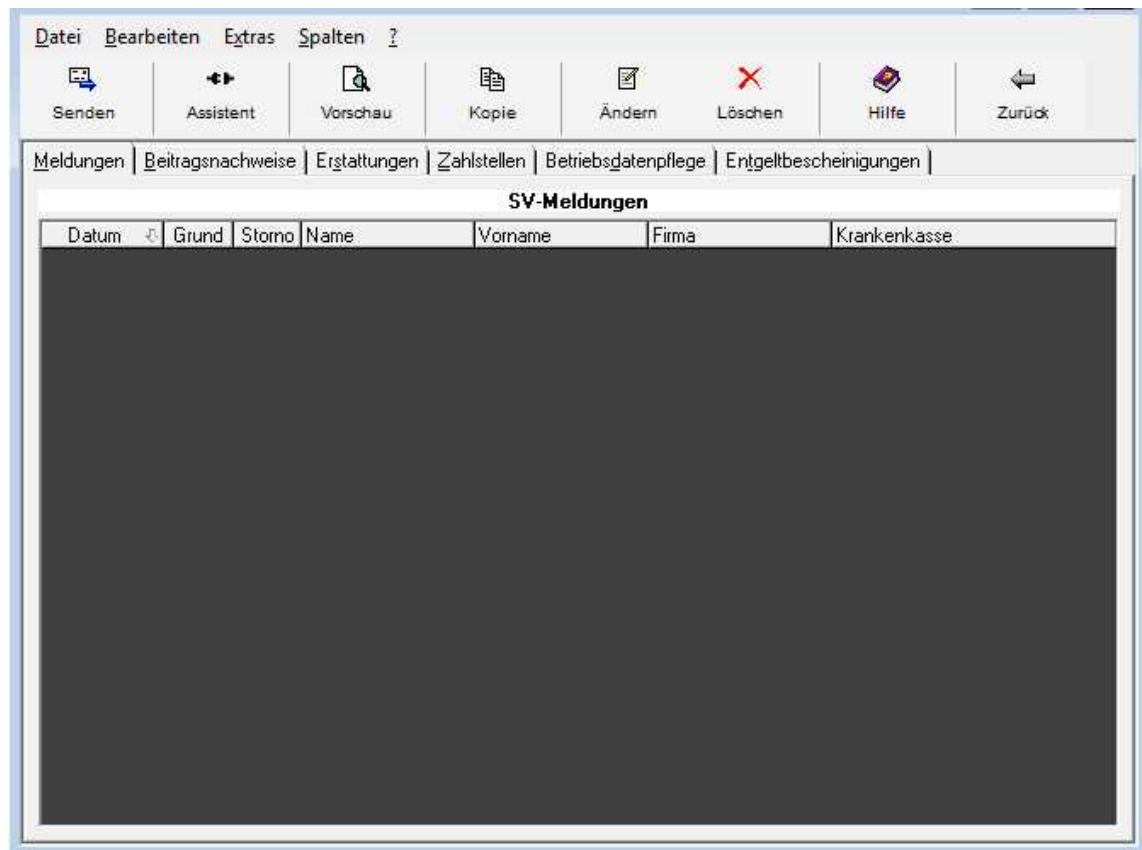 Datei Bearbeiten Extras Spalten ?
Senden Assistent Vorschau Kopie Ändern Löschen Hilfe Zurück
Meldungen Beitragsnachweise Erstattungen Zahlstellen Betriebsdatenpflege Entgeltbescheinigungen
SV-Meldungen
Datum Grund Storno Name Vorname Firma Krankenkasse